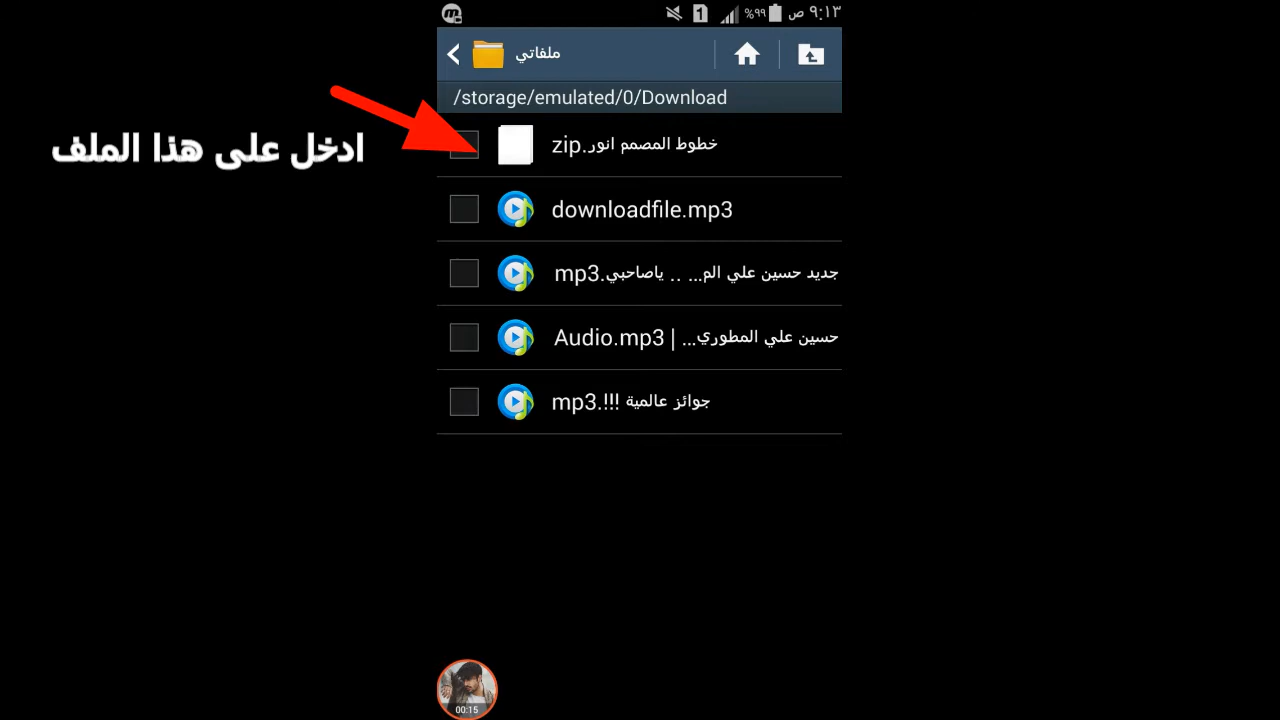 ٩:١٣ ص
%٩٩
1
ملفاتي
/storage/emulated/0/Download
ادخل على هذا الملف
خطوط المصمم انور.zip
downloadfile.mp3
جديد حسين علي الم... .. ياصاحبي.mp3
حسين علي المطوري... | Audio.mp3
جوائز عالمية !!!.mp3
00:15